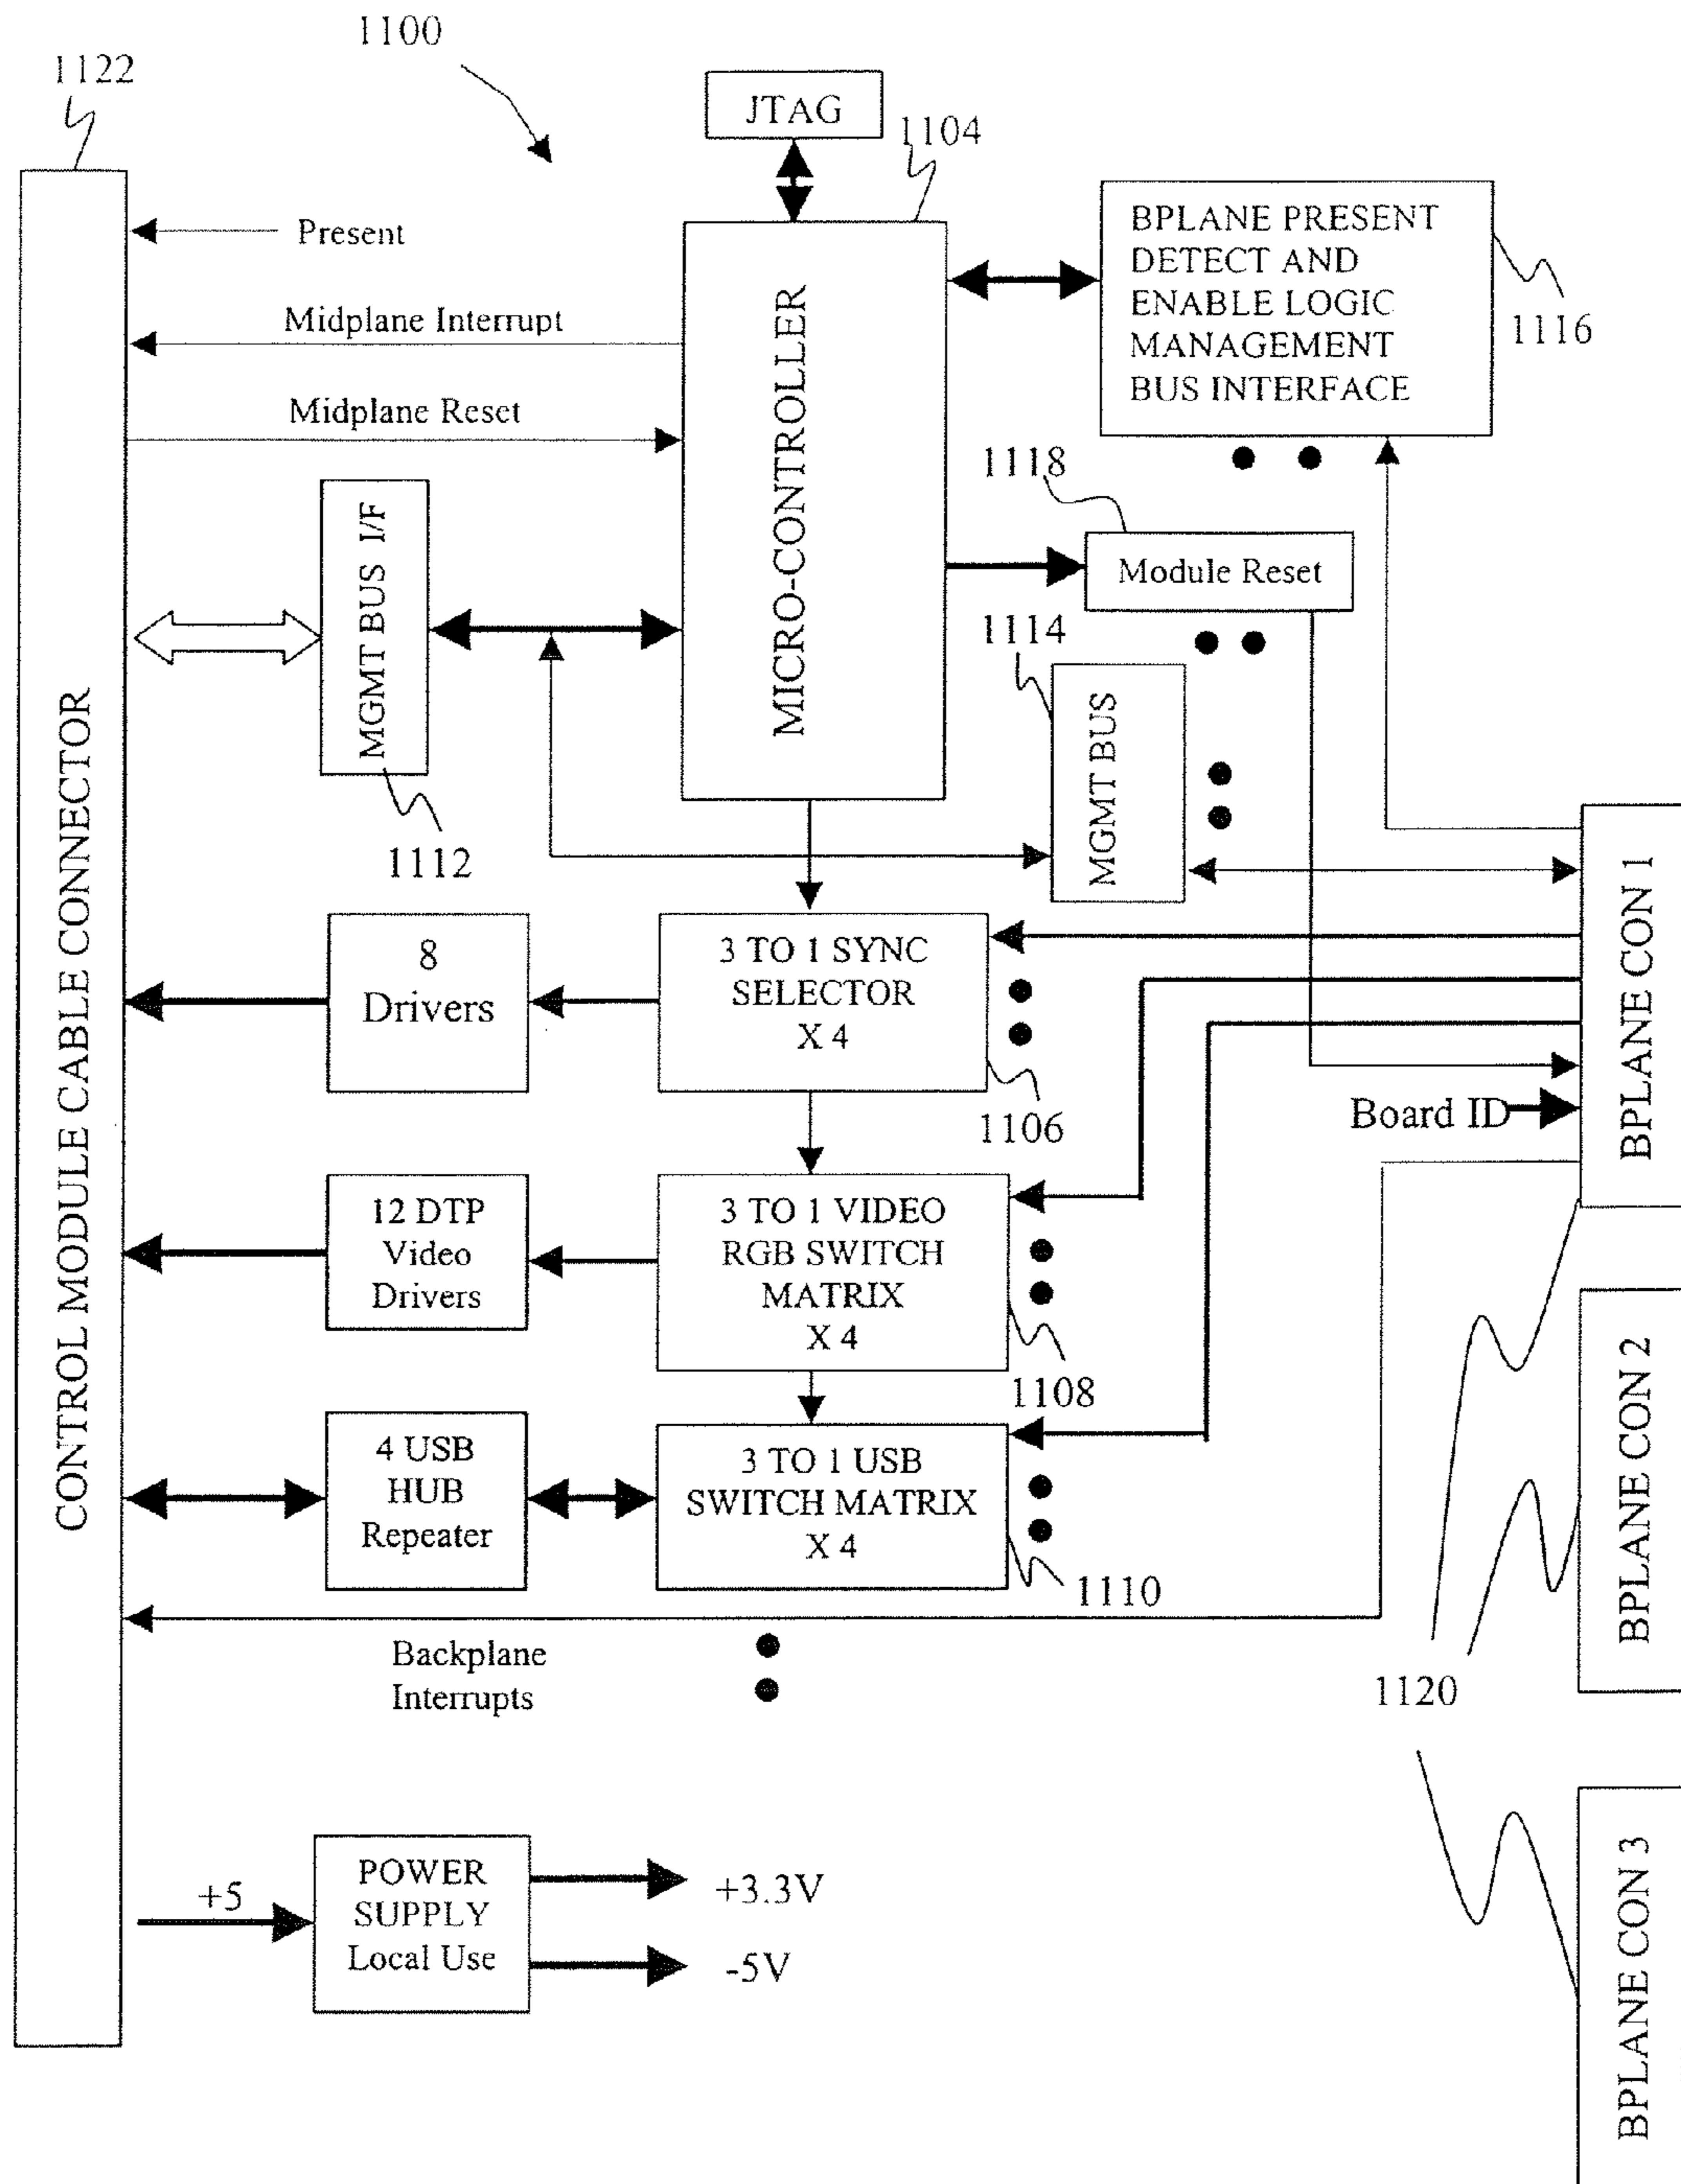 1100
1122
JTAG
1104
Present
BPLANE PRESENT
DETECT AND
ENABLE LOGIC
MANAGEMENT
BUS INTERFACE
1116
Midplane Interrupt
Midplane Reset
MICRO-CONTROLLER
1118
Module Reset
MGMT BUS I/F
1112
1114
MGMT BUS
CONTROL MODULE CABLE CONNECTOR
8
Drivers
3 TO 1 SYNC
SELECTOR
X 4
1106
Board ID
BPLANE CON 1
12 DTP
Video
Drivers
3 TO 1 VIDEO
RGB SWITCH
MATRIX
X 4
1108
4 USB
HUB
Repeater
3 TO 1 USB
SWITCH MATRIX
X 4
1110
BPLANE CON 2
Backplane
Interrupts
1120
+5
POWER
SUPPLY
Local Use
+3.3V
-5V
BPLANE CON 3